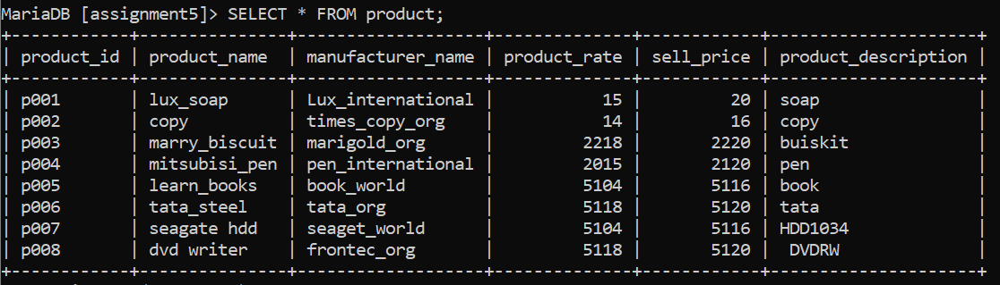 MariaDB [assignment5]> SELECT * FROM product;
+------------+---------------+-------------------+--------------+------------+---------------------+
| product_id | product_name | manufacturer_name | product_rate | sell_price | product_description |
+------------+---------------+-------------------+--------------+------------+---------------------+
| p001 | lux_soap | Lux_international | 15 | 20 | soap |
| p002 | copy | times_copy_org | 14 | 16 | copy |
| p003 | marry_biscuit | marigold_org | 2218 | 2220 | buiskit |
| p004 | mitsubisi_pen | pen_international | 2015 | 2120 | pen |
| p005 | learn_books | book_world | 5104 | 5116 | book |
| p006 | tata_steel | tata_org | 5118 | 5120 | tata |
| p007 | seagate hdd | seaget_world | 5104 | 5116 | HDD1034 |
| p008 | dvd writer | frontec_org | 5118 | 5120 | DVDRW |
+------------+---------------+-------------------+--------------+------------+---------------------+